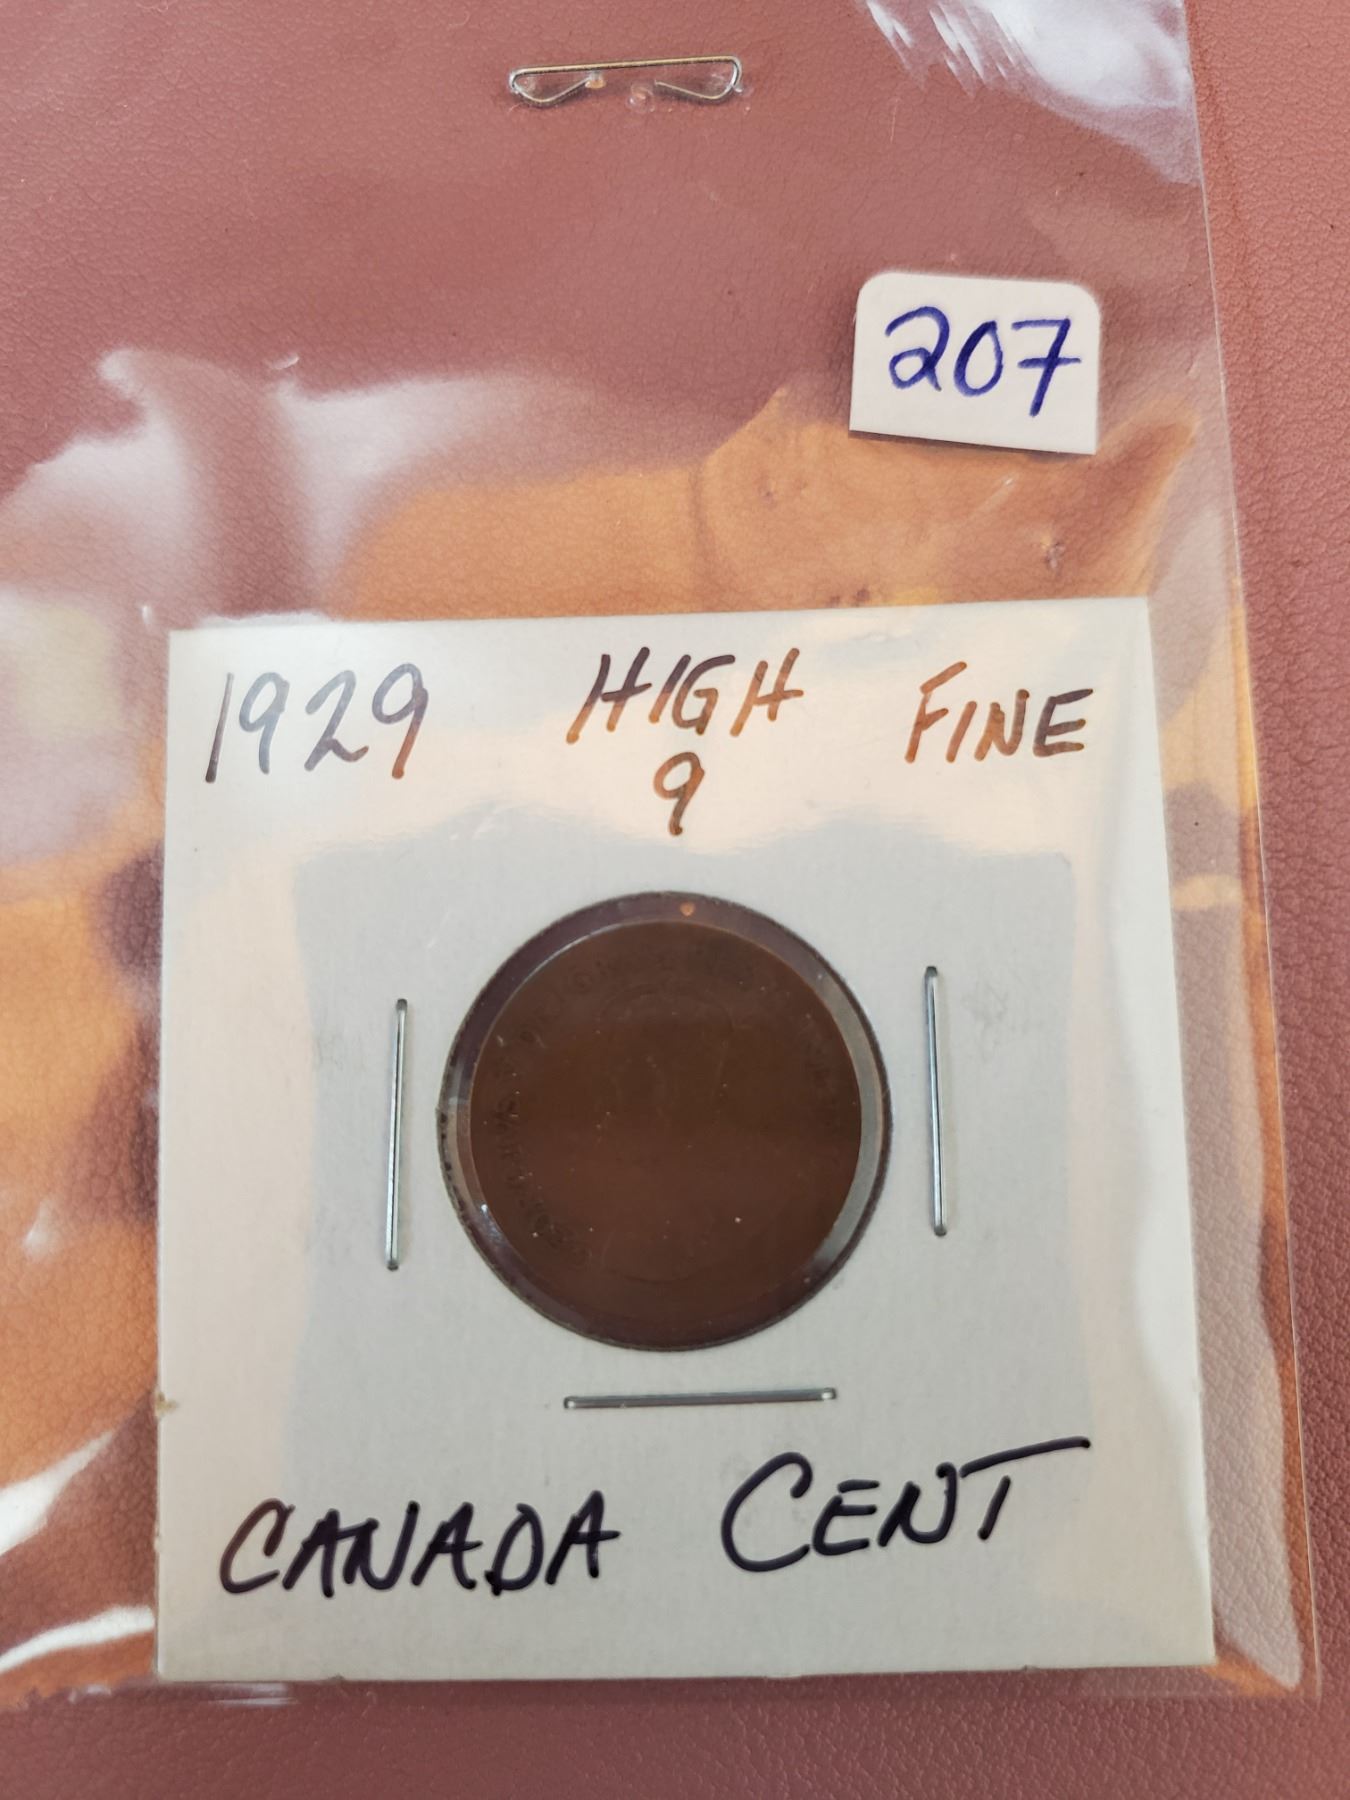 207
1929 HIGH FINE
9
CANADA CENT